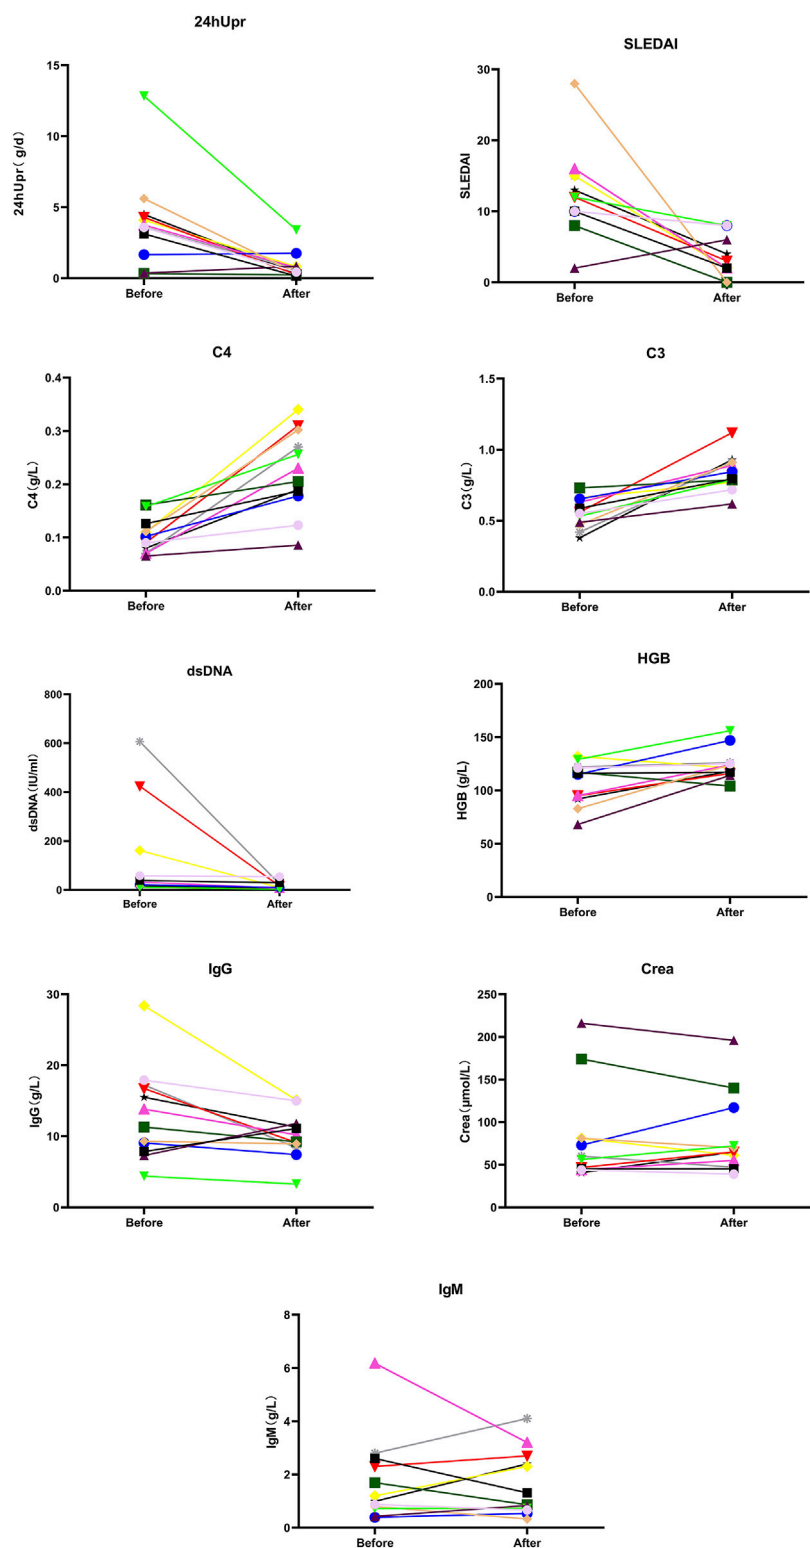 24hUpr
15
10
5
0
24hUpr( g/d)
Before
After
SLEDAI
30
20
10
0
SLEDAI
Before
After
C4
0.4
0.3
0.2
0.1
0.0
C4(g/L)
Before
After
C3
1.5
1.0
0.5
0.0
C3(g/L)
Before
After
dsDNA
800
600
400
200
0
dsDNA(IU/ml)
Before
After
HGB
200
150
100
50
0
HGB (g/L)
Before
After
IgG
30
20
10
0
IgG(g/L)
Before
After
Crea
250
200
150
100
50
0
Crea(μmol/L)
Before
After
IgM
8
6
4
2
0
IgM(g/L)
Before
After